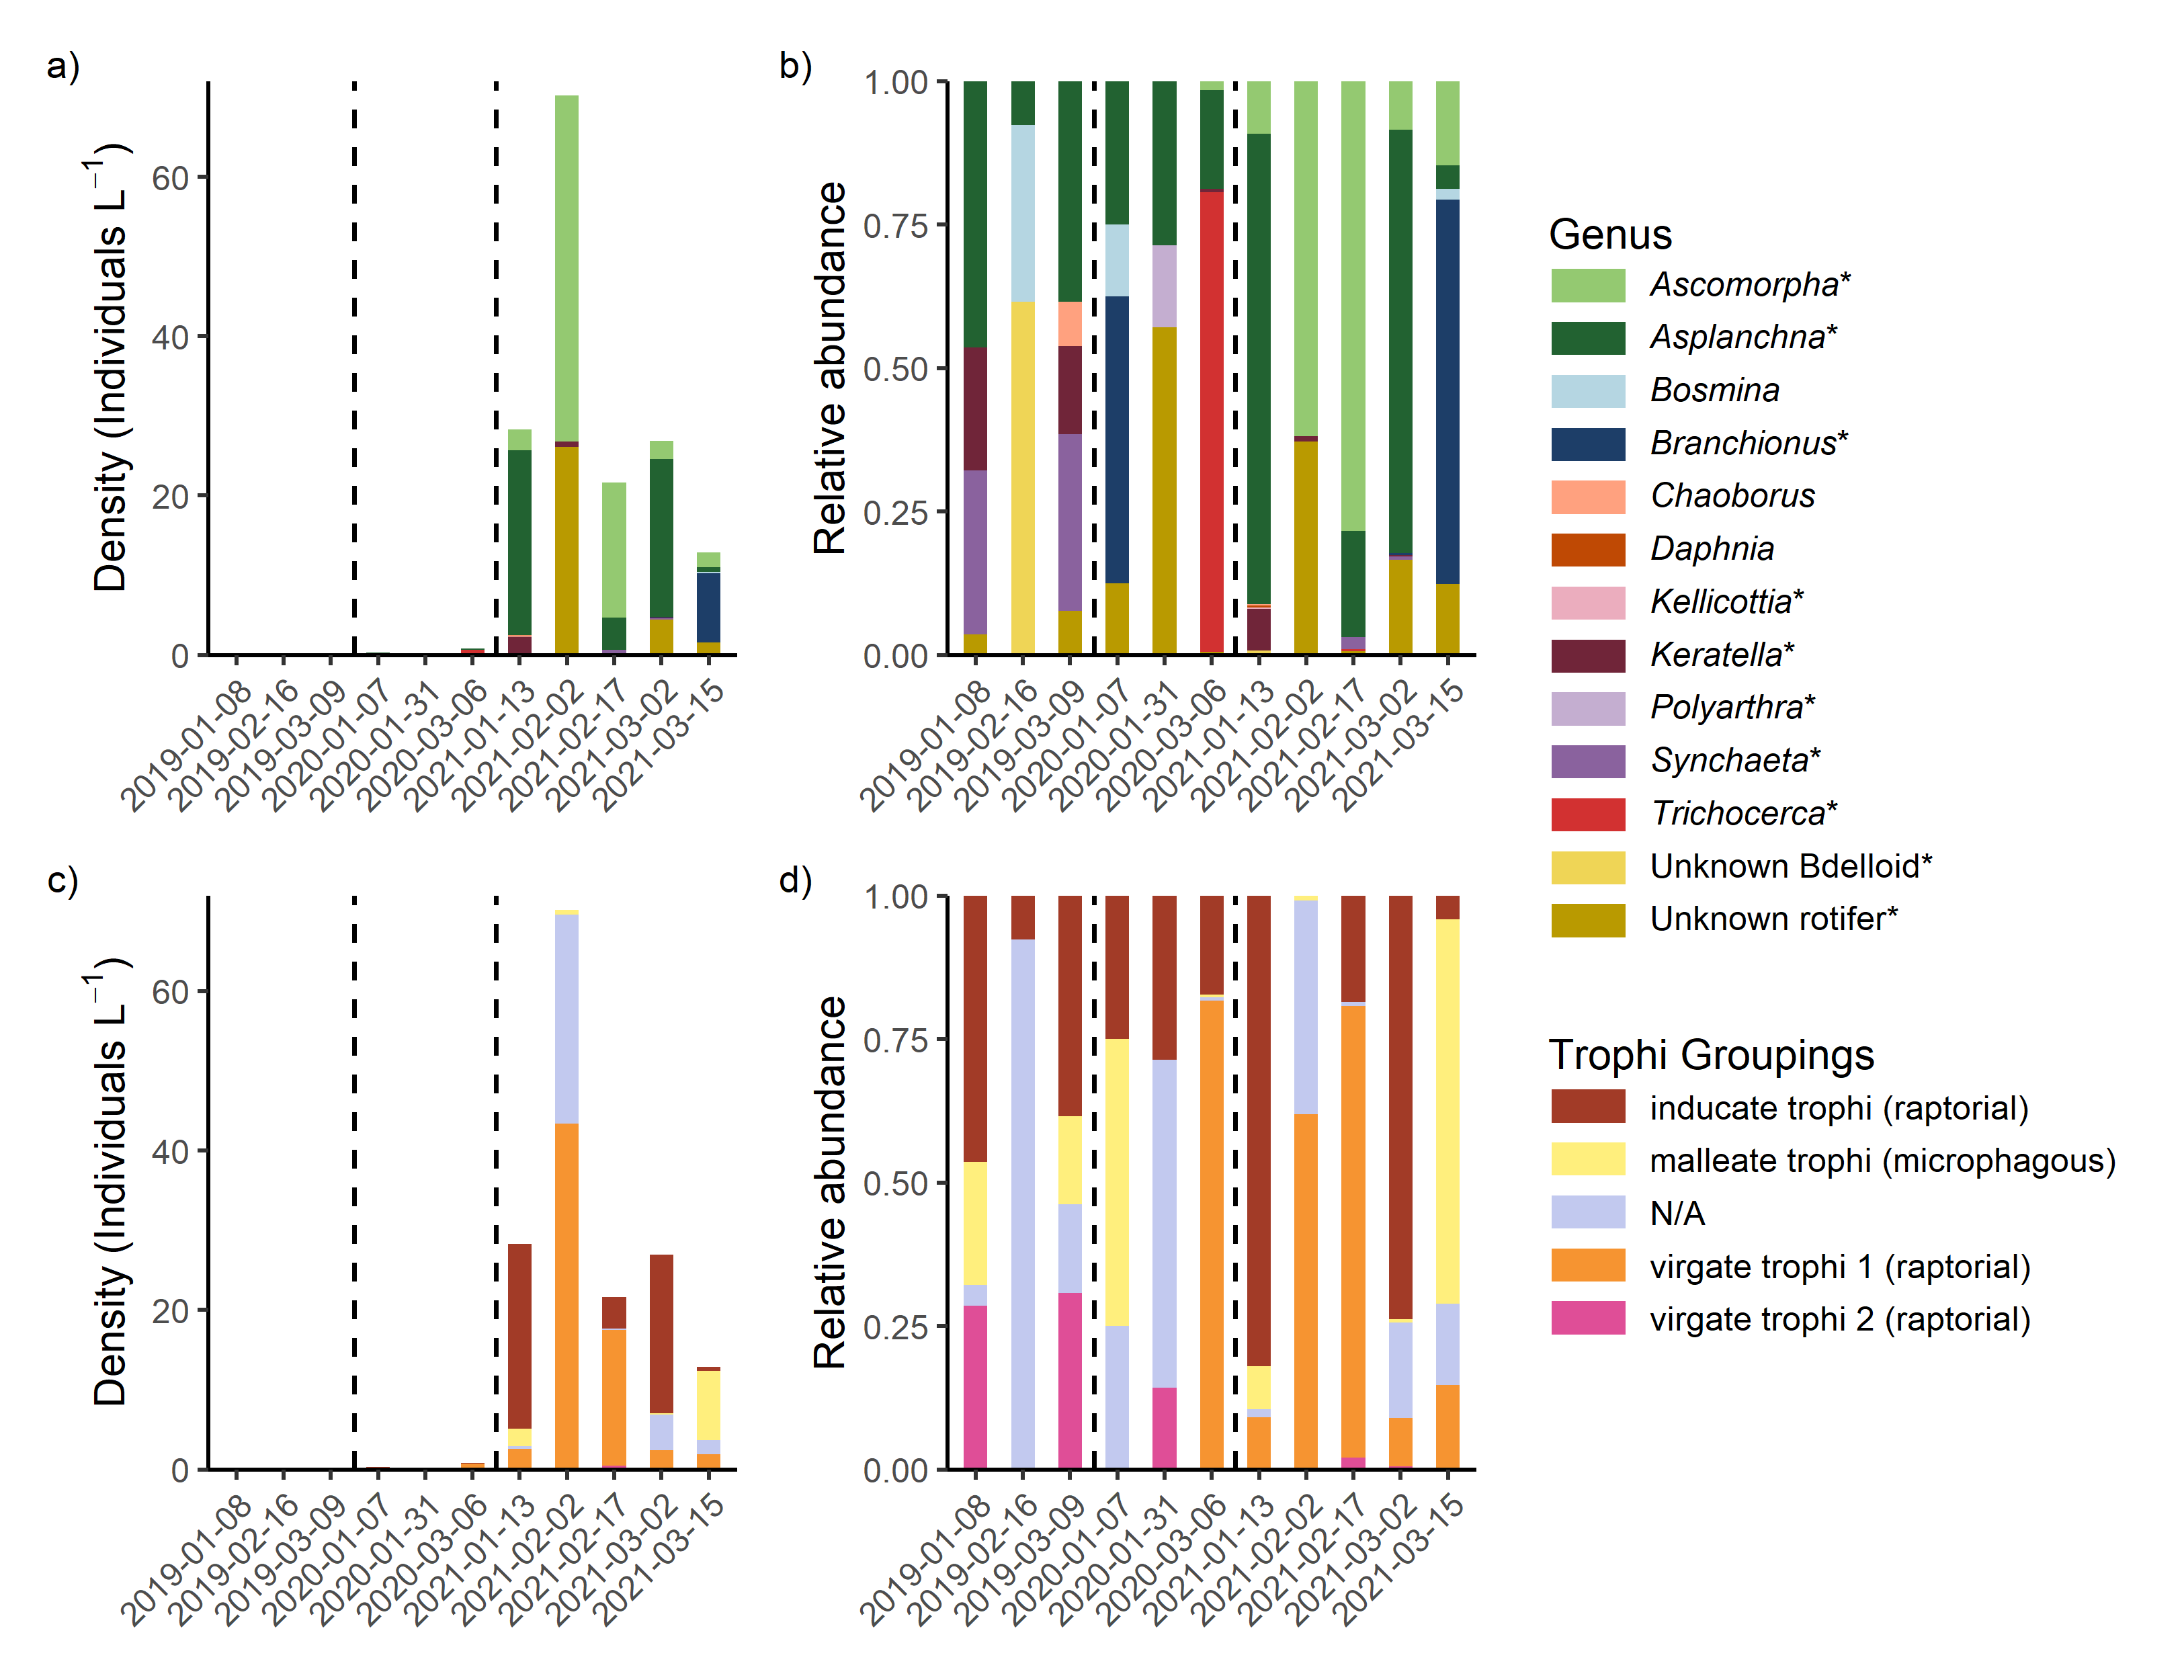 a)
Density (Individuals L−1)
60
40
20
0
2019-01-08
2019-02-16
2019-03-09
2020-01-07
2020-01-31
2020-03-06
2021-01-13
2021-02-02
2021-02-17
2021-03-02
2021-03-15
b)
Relative abundance
1.00
0.75
0.50
0.25
0.00
2019-01-08
2019-02-16
2019-03-09
2020-01-07
2020-01-31
2020-03-06
2021-01-13
2021-02-02
2021-02-17
2021-03-02
2021-03-15
Genus
Ascomorpha*
Asplanchna*
Bosmina
Branchionus*
Chaoborus
Daphnia
Kellicottia*
Keratella*
Polyarthra*
Synchaeta*
Trichocerca*
Unknown Bdelloid*
Unknown rotifer*
c)
Density (Individuals L−1)
60
40
20
0
2019-01-08
2019-02-16
2019-03-09
2020-01-07
2020-01-31
2020-03-06
2021-01-13
2021-02-02
2021-02-17
2021-03-02
2021-03-15
d)
Relative abundance
1.00
0.75
0.50
0.25
0.00
2019-01-08
2019-02-16
2019-03-09
2020-01-07
2020-01-31
2020-03-06
2021-01-13
2021-02-02
2021-02-17
2021-03-02
2021-03-15
Trophi Groupings
inducate trophi (raptorial)
malleate trophi (microphagous)
N/A
virgate trophi 1 (raptorial)
virgate trophi 2 (raptorial)